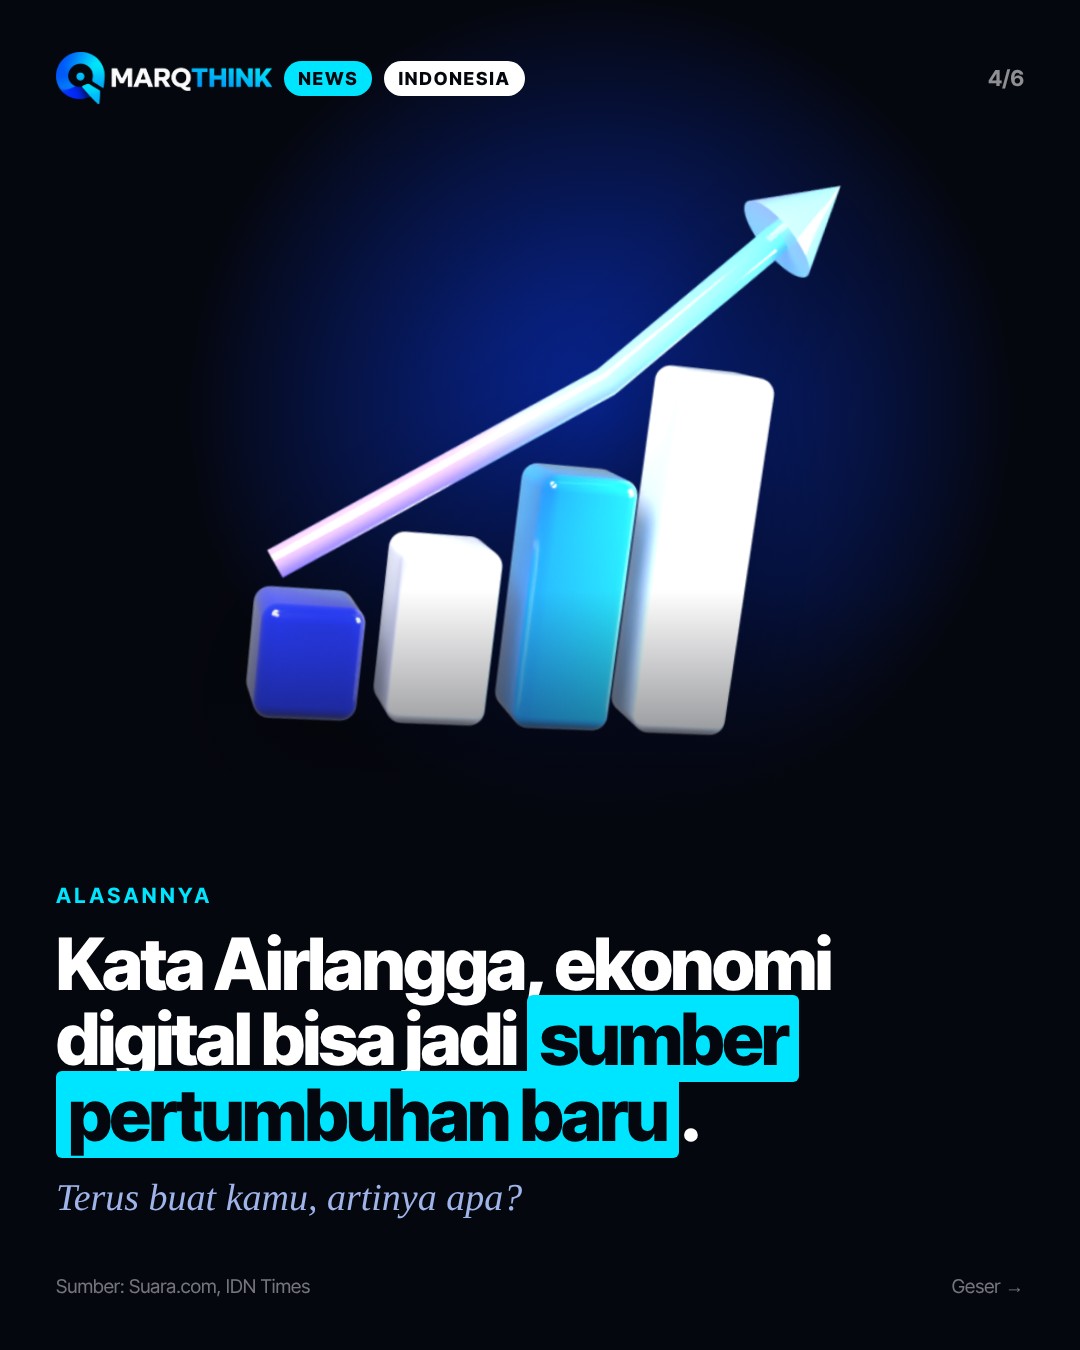 MARQTHINK NEWS INDONESIA 4/6
ALASANNYA
Kata Airlangga, ekonomi
digital bisa jadi sumber
pertumbuhan baru.
Terus buat kamu, artinya apa?
Sumber: Suara.com, IDN Times Geser →